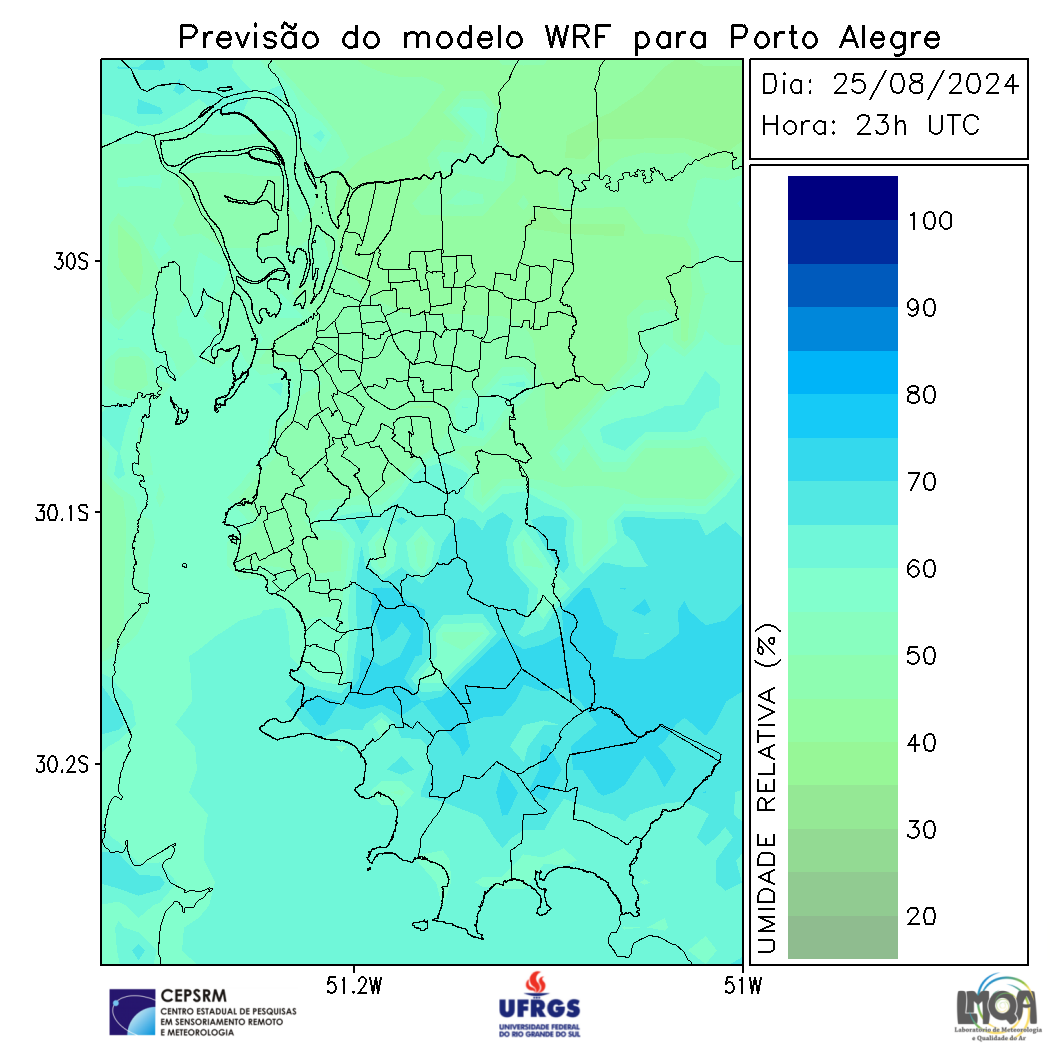 Previsão do modelo WRF para Porto Alegre
Dia: 25/08/2024
Hora: 23h UTC
100
90
80
70
60
50
40
30
20
UMIDADE RELATIVA (%)
30S
30.1S
30.2S
51.2W
51W
CEPSRM
CENTRO ESTADUAL DE PESQUISAS
EM SENSORIAMENTO REMOTO
E METEOROLOGIA
UFRGS
UNIVERSIDADE FEDERAL
DO RIO GRANDE DO SUL
LMQA
Laboratório de Meteorologia
e Qualidade do Ar